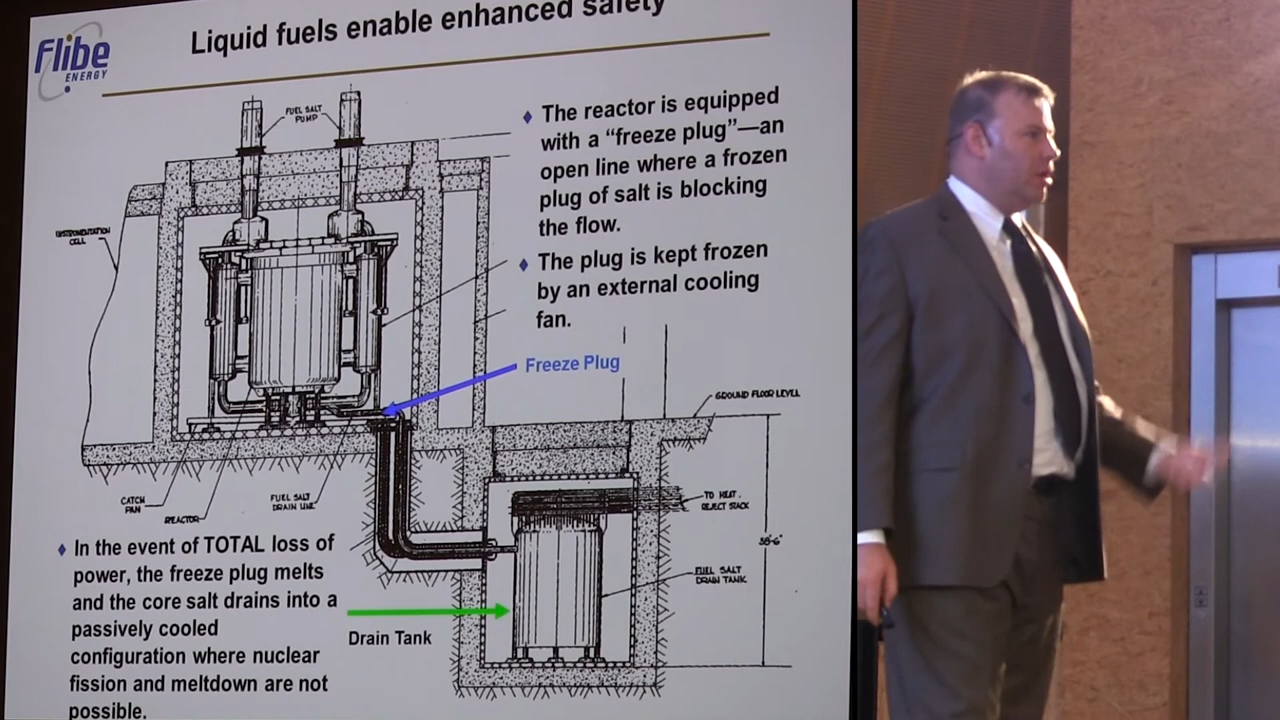 Liquid fuels enable enhanced safety
Flibe
ENERGY
The reactor is equipped
with a “freeze plug”—an
open line where a frozen
plug of salt is blocking
the flow.
The plug is kept frozen
by an external cooling
fan.
Freeze Plug
FUEL SALT
PUMP
INSTRUMENTATION
CELL
GROUND FLOOR LEVEL
CATCH
PAN
REACTOR
FUEL SALT
DRAIN LINE
TO HEAT
REJECT STACK
38'-6"
FUEL SALT
DRAIN TANK
Drain Tank
In the event of TOTAL loss of
power, the freeze plug melts
and the core salt drains into a
passively cooled
configuration where nuclear
fission and meltdown are not
possible.